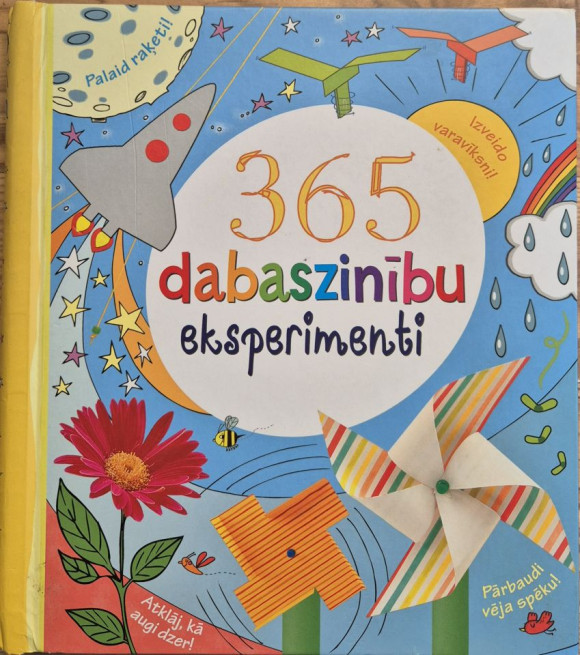 Palaid raķeti!
Izveido
varavīksni!
365
dabaszinību
eksperimenti
Atklāj, kā
augi dzer!
Pārbaudi
vēja spēku!